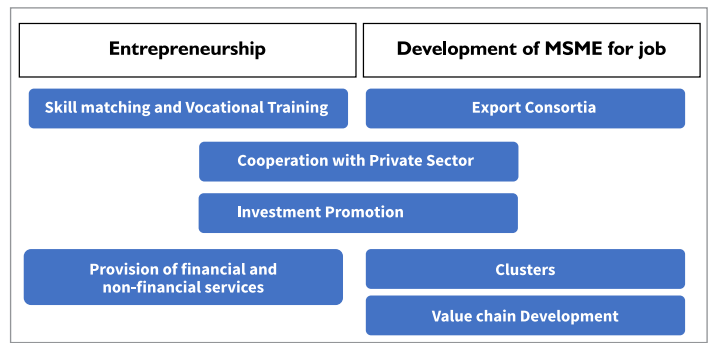 Entrepreneurship
Development of MSME for job
Skill matching and Vocational Training
Export Consortia
Cooperation with Private Sector
Investment Promotion
Provision of financial and
non-financial services
Clusters
Value chain Development